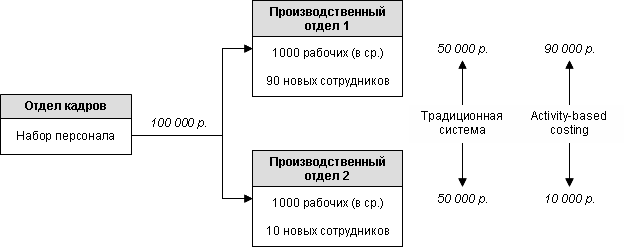 Производственный
отдел 1
1000 рабочих (в ср.)
90 новых сотрудников
50 000 р.
90 000 р.
Отдел кадров
Набор персонала
100 000 р.
Традиционная
система
Activity-based
costing
Производственный
отдел 2
1000 рабочих (в ср.)
10 новых сотрудников
50 000 р.
10 000 р.